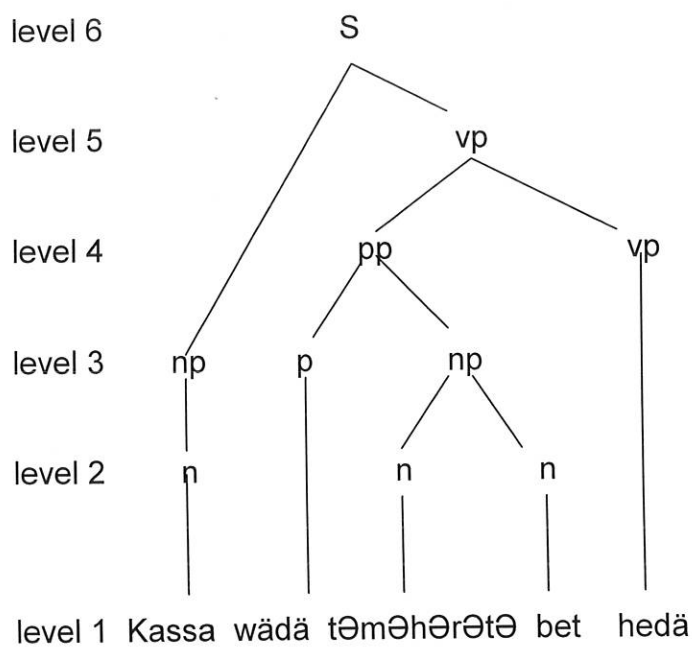 level 6 S
level 5 vp
level 4 pp vp
level 3 np p np
level 2 n n n
level 1 Kassa wädä tƏmƏhƏrƏtƏ bet hedä